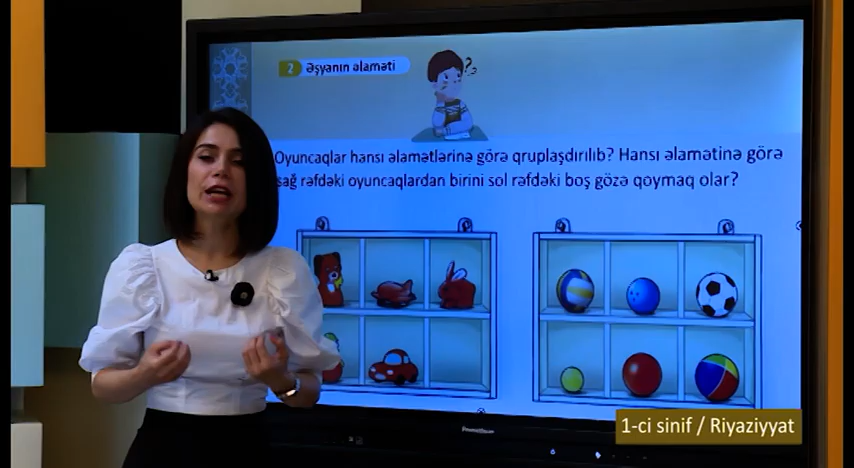 2 Əşyanın əlaməti
Oyuncaqlar hansı əlamətlərinə görə qruplaşdırılıb? Hansı əlamətinə görə
sağ rəfdəki oyuncaqlardan birini sol rəfdəki boş gözə qoymaq olar?
1-ci sinif / Riyaziyyat